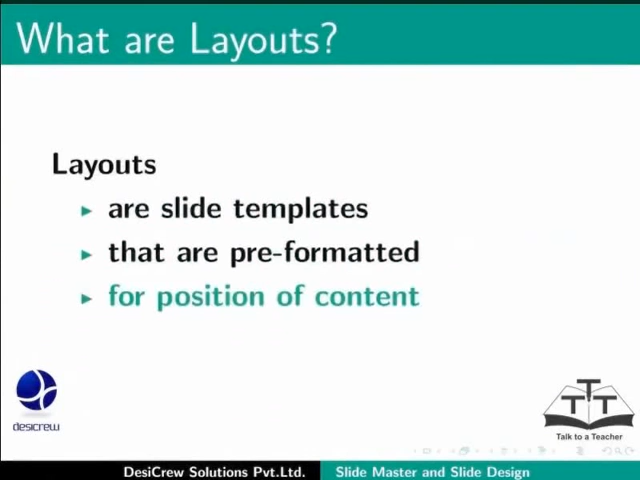 What are Layouts?
Layouts
are slide templates
that are pre-formatted
for position of content
desicrew
TTT
Talk to a Teacher
DesiCrew Solutions Pvt.Ltd.
Slide Master and Slide Design